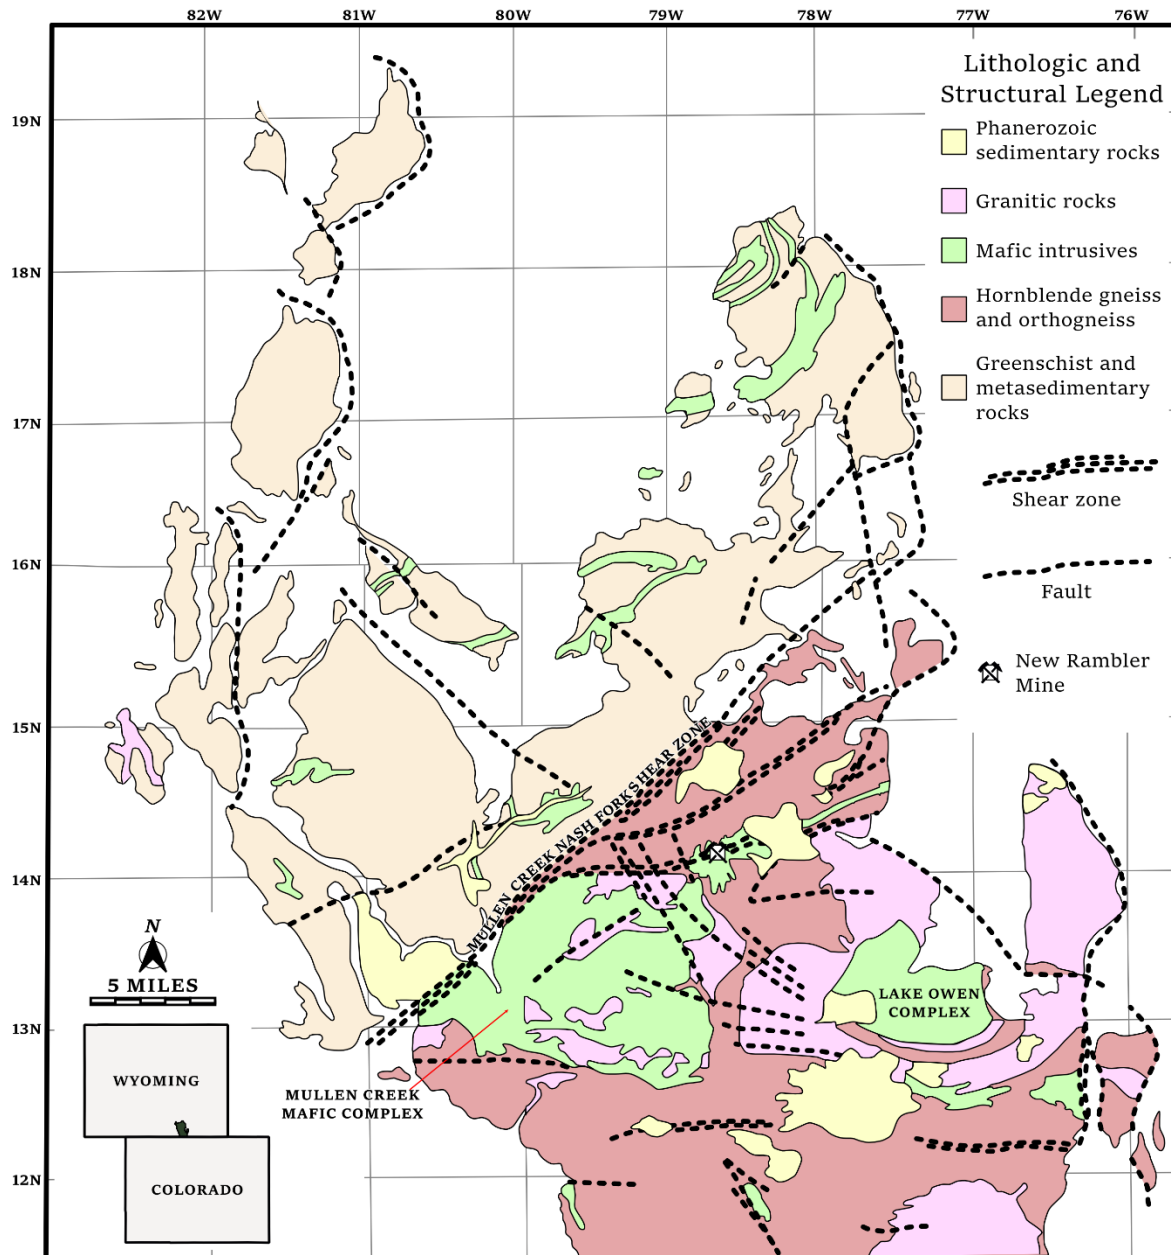 82W 81W 80W 79W 78W 77W 76W
Lithologic and
Structural Legend
Phanerozoic
sedimentary rocks
Granitic rocks
Mafic intrusives
Hornblende gneiss
and orthogneiss
Greenschist and
metasedimentary
rocks
Shear zone
Fault
New Rambler
Mine
19N
18N
17N
16N
15N
14N
13N
12N
MULLEN CREEK NASH FORK SHEAR ZONE
LAKE OWEN
COMPLEX
MULLEN CREEK
MAFIC COMPLEX
N
5 MILES
WYOMING
COLORADO